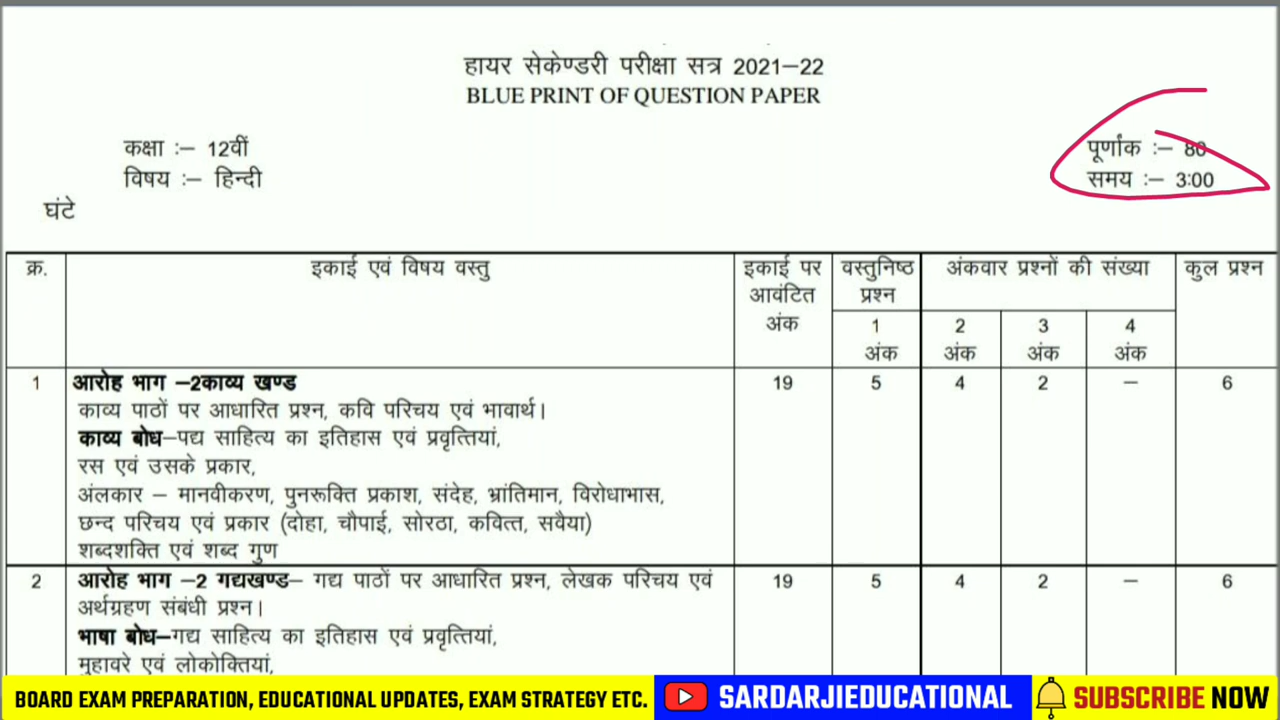 हायर सेकेण्डरी परीक्षा सत्र 2021–22
BLUE PRINT OF QUESTION PAPER
कक्षा :– 12वीं
पूर्णांक :– 80
विषय :– हिन्दी
समय :– 3:00
घंटे
क्र.
इकाई एवं विषय वस्तु
इकाई पर
आवंटित
अंक
वस्तुनिष्ठ
प्रश्न
अंकवार प्रश्नों की संख्या
कुल प्रश्न
1
अंक
2
अंक
3
अंक
4
अंक
1
आरोह भाग –2काव्य खण्ड
काव्य पाठों पर आधारित प्रश्न, कवि परिचय एवं भावार्थ।
काव्य बोध–पद्य साहित्य का इतिहास एवं प्रवृत्तियां,
रस एवं उसके प्रकार,
अंलकार – मानवीकरण, पुनरूक्ति प्रकाश, संदेह, भ्रांतिमान, विरोधाभास,
छन्द परिचय एवं प्रकार (दोहा, चौपाई, सोरठा, कवित्त, सवैया)
शब्दशक्ति एवं शब्द गुण
19
5
4
2
–
6
2
आरोह भाग –2 गद्यखण्ड– गद्य पाठों पर आधारित प्रश्न, लेखक परिचय एवं
अर्थग्रहण संबंधी प्रश्न।
भाषा बोध–गद्य साहित्य का इतिहास एवं प्रवृत्तियां,
मुहावरे एवं लोकोक्तियां,
19
5
4
2
–
6
BOARD EXAM PREPARATION, EDUCATIONAL UPDATES, EXAM STRATEGY ETC.
SARDARJIEDUCATIONAL
SUBSCRIBE NOW